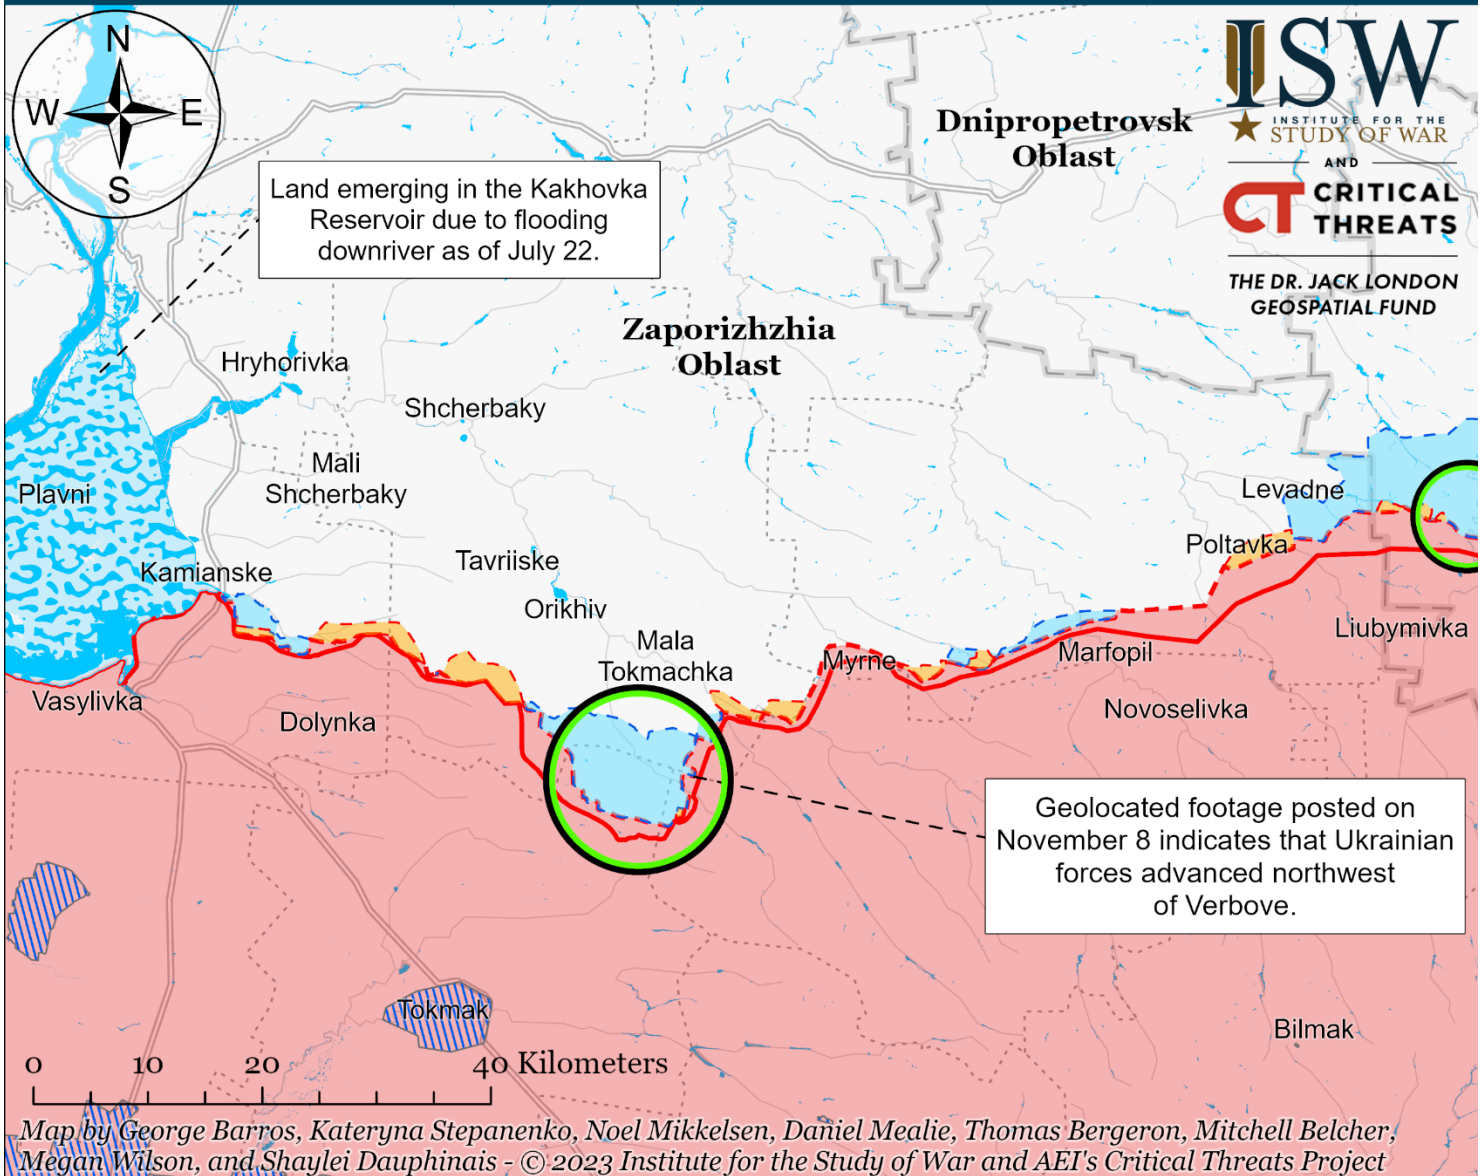 N
W
E
S
ISW
INSTITUTE FOR THE
STUDY OF WAR
AND
CT CRITICAL
THREATS
THE DR. JACK LONDON
GEOSPATIAL FUND
Dnipropetrovsk
Oblast
Land emerging in the Kakhovka
Reservoir due to flooding
downriver as of July 22.
Zaporizhzhia
Oblast
Hryhorivka
Shcherbaky
Mali
Shcherbaky
Plavni
Levadne
Poltavka
Kamianske
Tavriiske
Orikhiv
Mala
Tokmachka
Myrne
Marfopil
Liubymivka
Vasylivka
Dolynka
Novoselivka
Geolocated footage posted on
November 8 indicates that Ukrainian
forces advanced northwest
of Verbove.
Tokmak
Bilmak
0 10 20 40 Kilometers
Map by George Barros, Kateryna Stepanenko, Noel Mikkelsen, Daniel Mealie, Thomas Bergeron, Mitchell Belcher,
Megan Wilson, and Shaylei Dauphinais - © 2023 Institute for the Study of War and AEI's Critical Threats Project